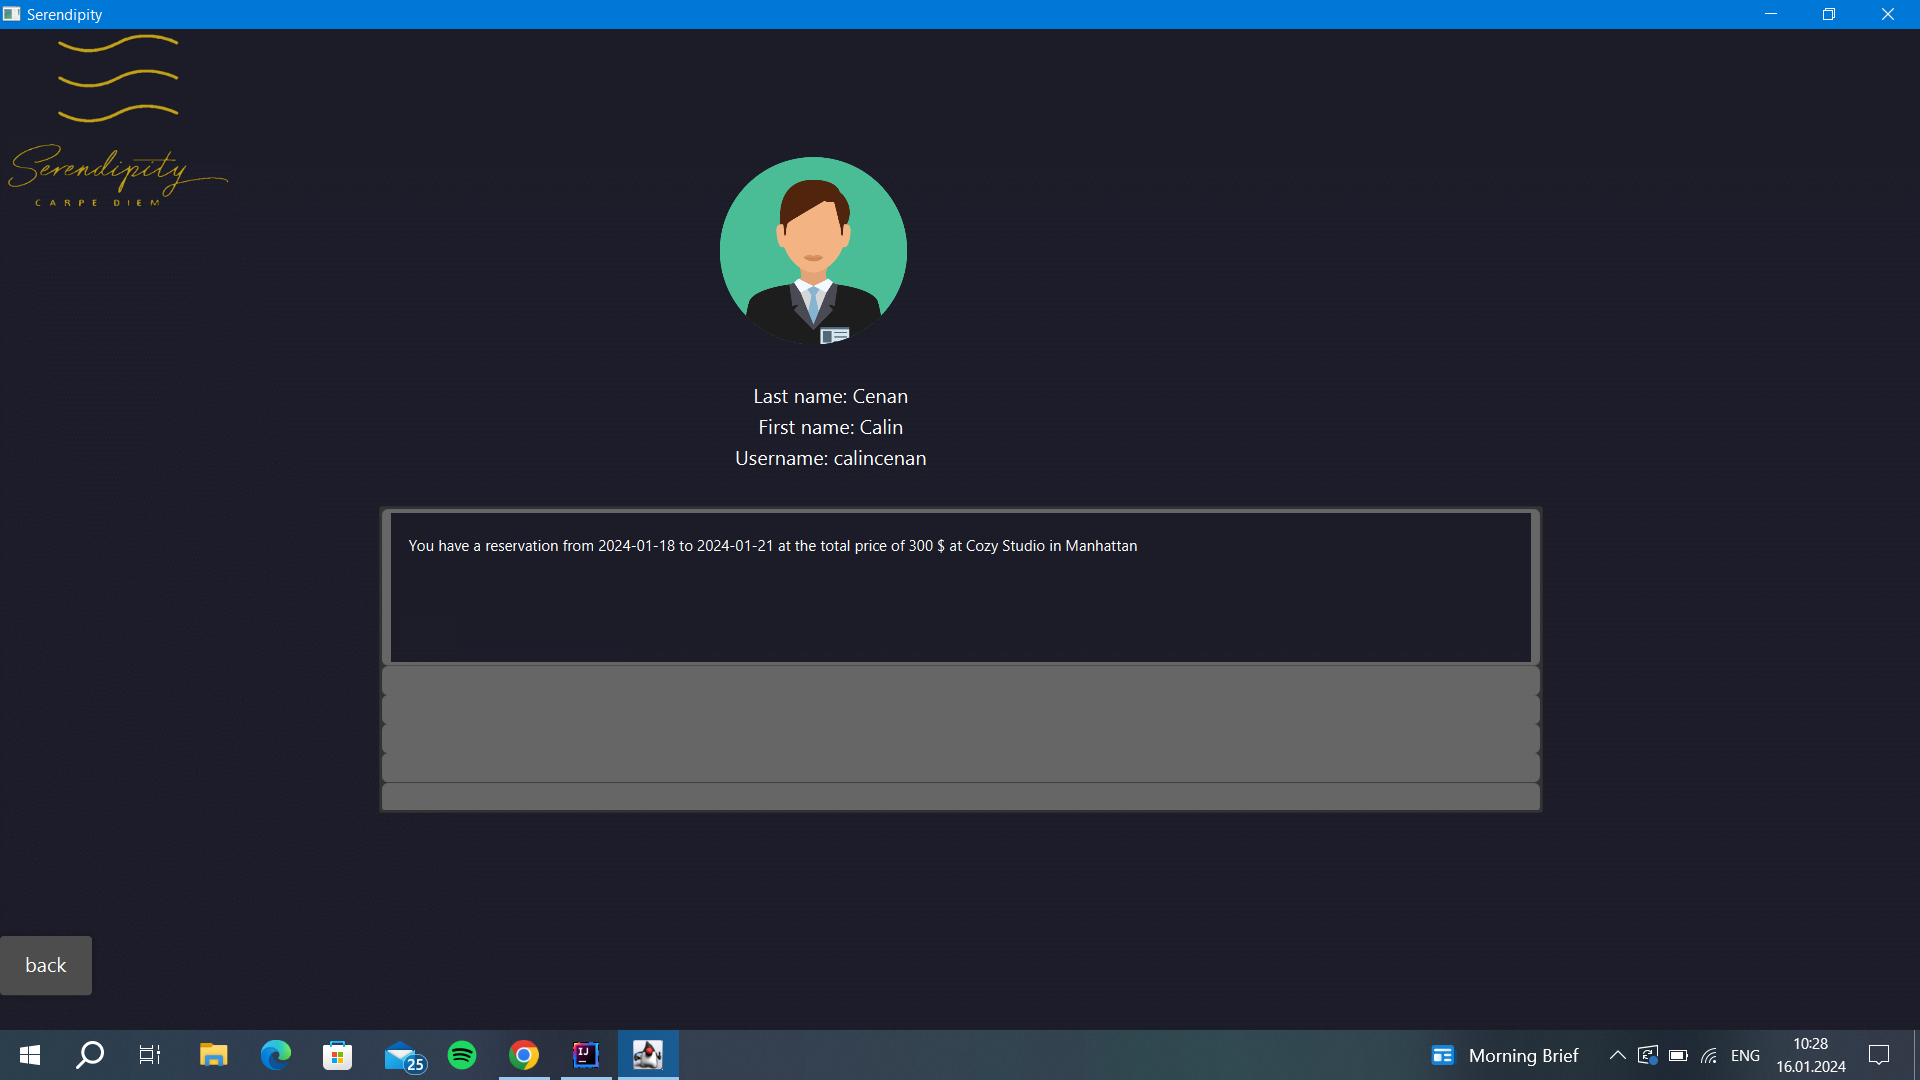 Serendipity
Serendipity
CARPE DIEM
Last name: Cenan
First name: Calin
Username: calincenan
You have a reservation from 2024-01-18 to 2024-01-21 at the total price of 300 $ at Cozy Studio in Manhattan
back
25
IJ
Morning Brief
ENG
10:28
16.01.2024